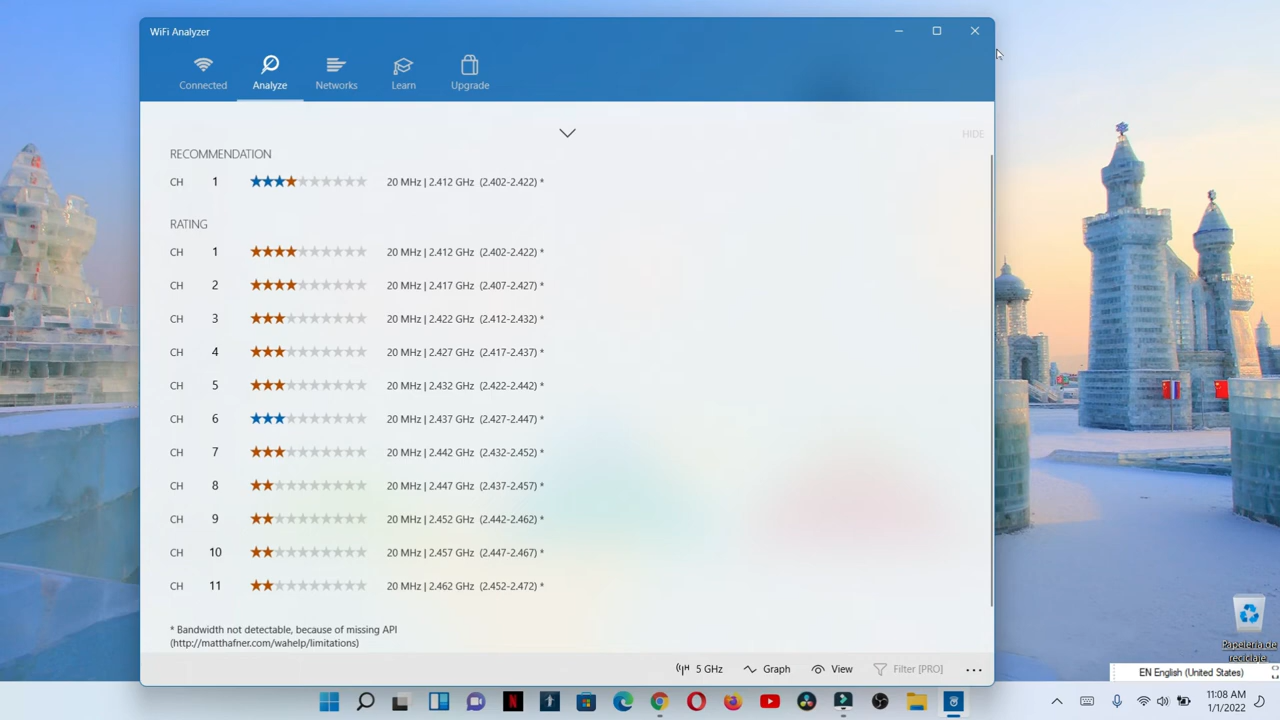 WiFi Analyzer
Connected
Analyze
Networks
Learn
Upgrade
HIDE
RECOMMENDATION
CH 1 20 MHz | 2.412 GHz (2.402-2.422) *
RATING
CH 1 20 MHz | 2.412 GHz (2.402-2.422) *
CH 2 20 MHz | 2.417 GHz (2.407-2.427) *
CH 3 20 MHz | 2.422 GHz (2.412-2.432) *
CH 4 20 MHz | 2.427 GHz (2.417-2.437) *
CH 5 20 MHz | 2.432 GHz (2.422-2.442) *
CH 6 20 MHz | 2.437 GHz (2.427-2.447) *
CH 7 20 MHz | 2.442 GHz (2.432-2.452) *
CH 8 20 MHz | 2.447 GHz (2.437-2.457) *
CH 9 20 MHz | 2.452 GHz (2.442-2.462) *
CH 10 20 MHz | 2.457 GHz (2.447-2.467) *
CH 11 20 MHz | 2.462 GHz (2.452-2.472) *
* Bandwidth not detectable, because of missing API
(http://matthafner.com/wahelp/limitations)
5 GHz
Graph
View
Filter [PRO]
Papelera de
reciclaje
EN English (United States)
11:08 AM
1/1/2022